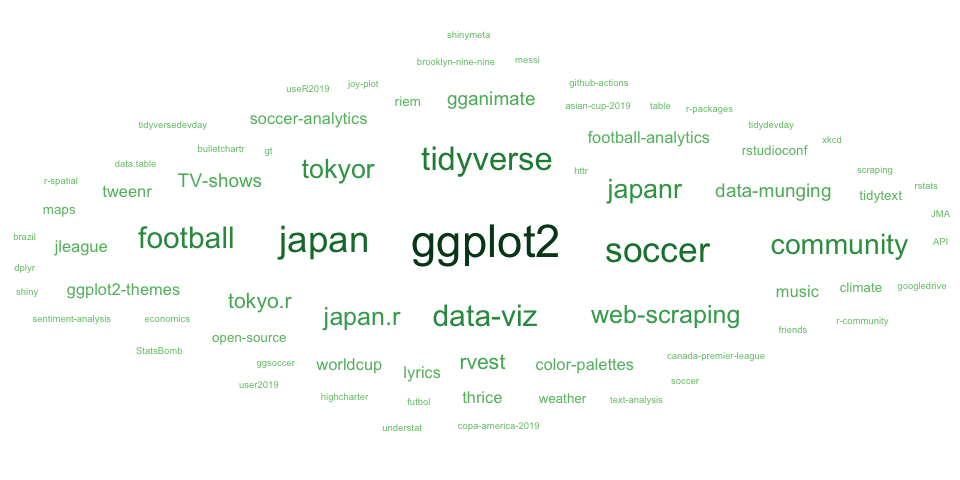 shinymeta
brooklyn-nine-nine messi
useR2019 joy-plot github-actions
riem gganimate asian-cup-2019 table r-packages
tidyversedevday soccer-analytics football-analytics tidydevday
bulletchartr gt rstudioconf xkcd
data.table tokyor tidyverse httr scraping
r-spatial tweenr TV-shows japanr data-munging tidytext rstats
maps JMA
brazil jleague football japan ggplot2 soccer community API
dplyr
shiny ggplot2-themes music climate googledrive
sentiment-analysis economics tokyo.r japan.r data-viz web-scraping friends r-community
StatsBomb open-source
ggsoccer worldcup lyrics rvest color-palettes canada-premier-league
user2019 soccer
highcharter futbol thrice weather text-analysis
understat copa-america-2019